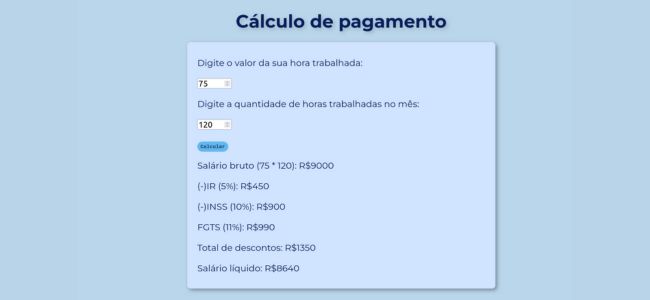 Cálculo de pagamento
Digite o valor da sua hora trabalhada:
75
Digite a quantidade de horas trabalhadas no mês:
120
Calcular
Salário bruto (75 * 120): R$9000
(-)IR (5%): R$450
(-)INSS (10%): R$900
FGTS (11%): R$990
Total de descontos: R$1350
Salário líquido: R$8640